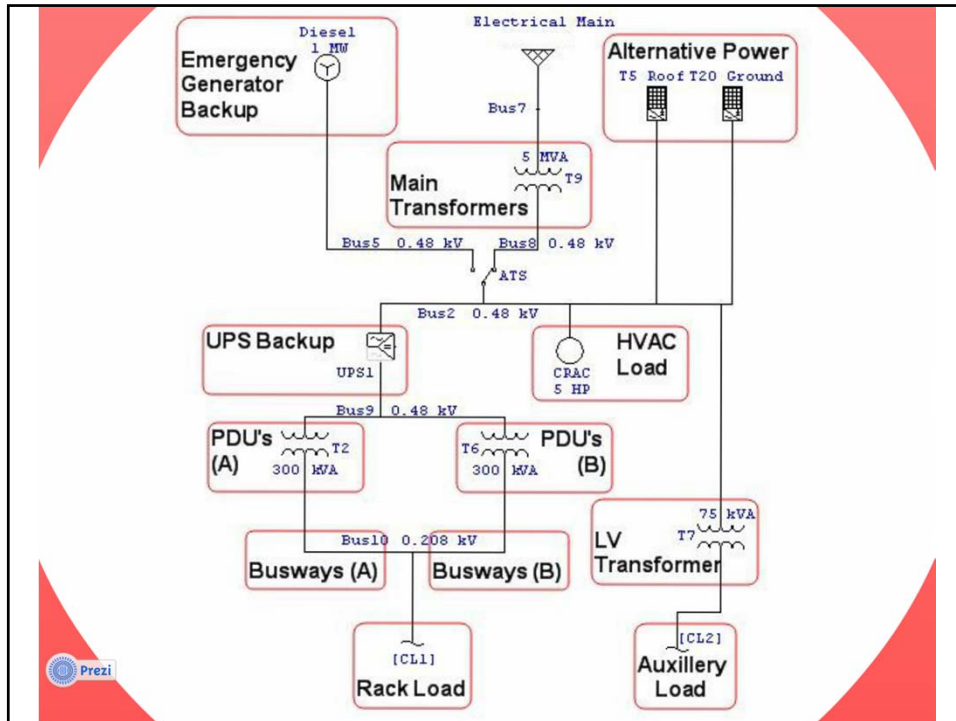 Electrical Main
Diesel
1 MW
Emergency
Generator
Backup
Alternative Power
T5 Roof T20 Ground
Bus7
5 MVA
T9
Main
Transformers
Bus5 0.48 kV
Bus8 0.48 kV
ATS
Bus2 0.48 kV
UPS Backup
UPS1
HVAC
Load
CRAC
5 HP
Bus9 0.48 kV
PDU's
(A)
T2
300 kVA
T6
300 kVA
PDU's
(B)
75 kVA
T7
LV
Transformer
Bus10 0.208 kV
Busways (A)
Busways (B)
[CL1]
Rack Load
[CL2]
Auxillery
Load
Prezi